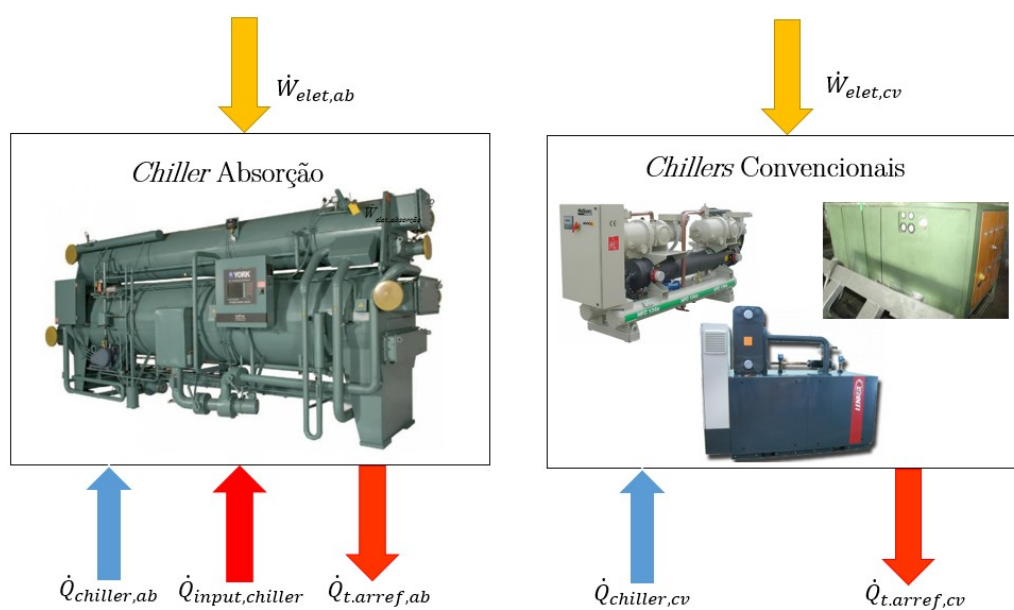 Ẇelet,ab
Ẇelet,cv
Chiller Absorção
Chillers Convencionais
YORK
Q̇chiller,ab
Q̇input,chiller
Q̇t.arref,ab
Q̇chiller,cv
Q̇t.arref,cv